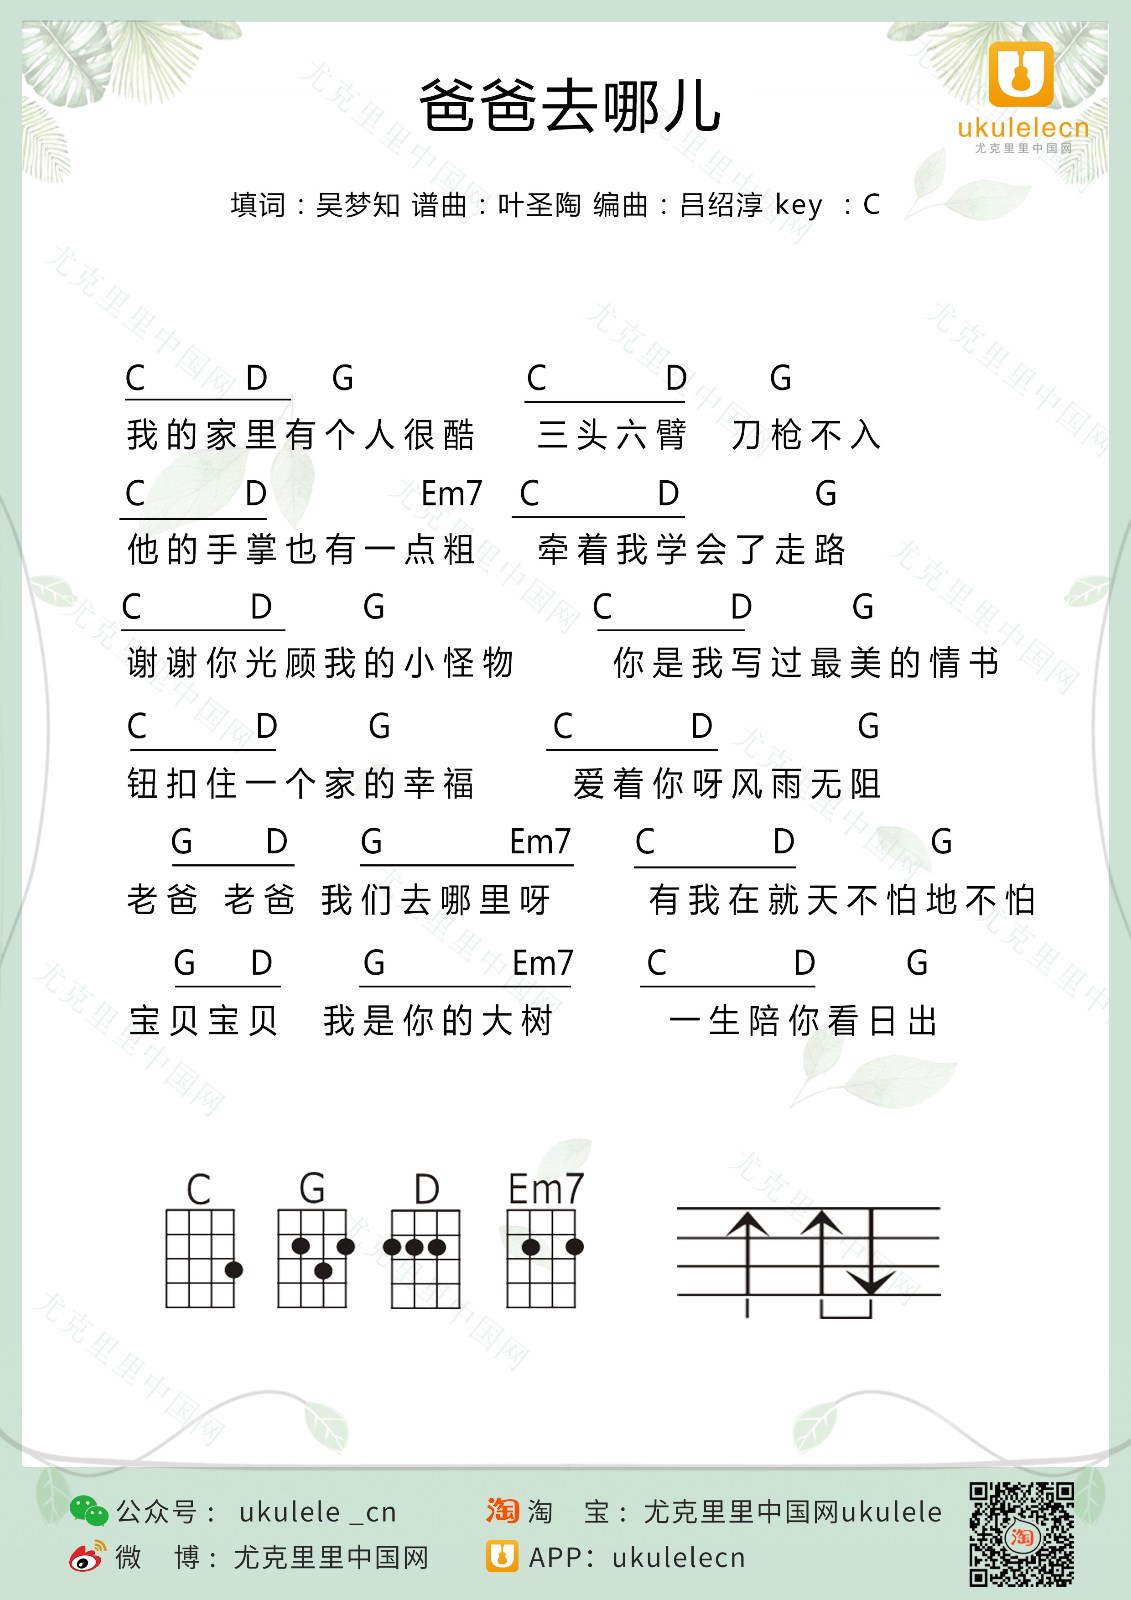 爸爸去哪儿
ukulelecn
尤克里里中国网
填词：吴梦知 谱曲：叶圣陶 编曲：吕绍淳 key ：C
C D G C D G
我的家里有个人很酷 三头六臂 刀枪不入
C D Em7 C D G
他的手掌也有一点粗 牵着我学会了走路
C D G C D G
谢谢你光顾我的小怪物 你是我写过最美的情书
C D G C D G
钮扣住一个家的幸福 爱着你呀风雨无阻
G D G Em7 C D G
老爸 老爸 我们去哪里呀 有我在就天不怕地不怕
G D G Em7 C D G
宝贝宝贝 我是你的大树 一生陪你看日出
C G D Em7
公众号： ukulele _cn 淘 淘 宝：尤克里里中国网ukulele
微 博：尤克里里中国网 APP：ukulelecn
淘